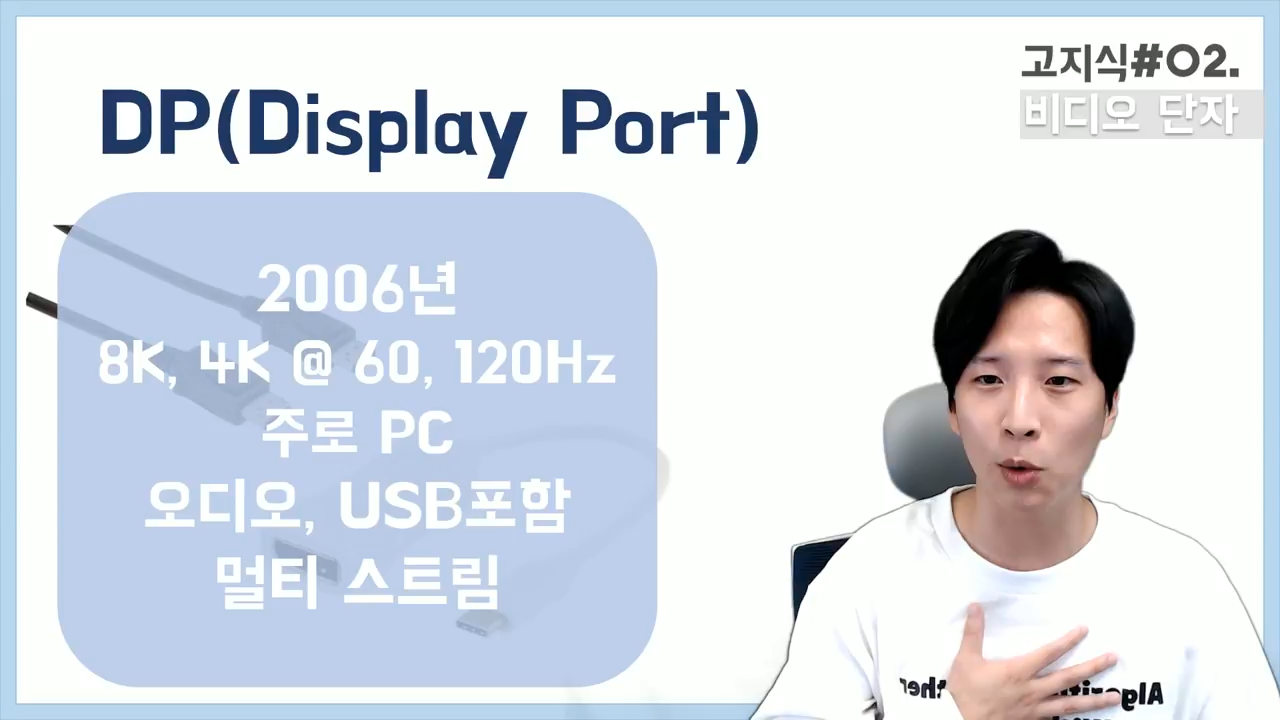 고지식#02.
비디오 단자
DP(Display Port)
2006년
8K, 4K @ 60, 120Hz
주로 PC
오디오, USB포함
멀티 스트림